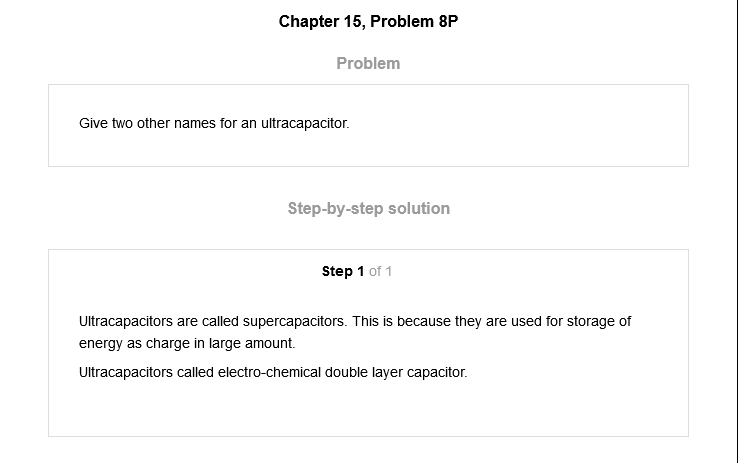 Chapter 15, Problem 8P
Problem
Give two other names for an ultracapacitor.
Step-by-step solution
Step 1 of 1
Ultracapacitors are called supercapacitors. This is because they are used for storage of
energy as charge in large amount.
Ultracapacitors called electro-chemical double layer capacitor.